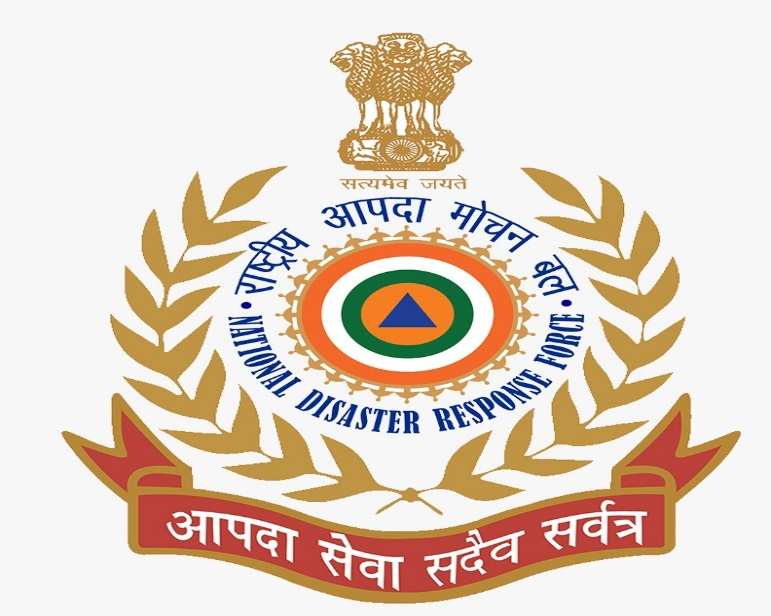 सत्यमेव जयते
राष्ट्रीय आपदा मोचन बल
NATIONAL DISASTER RESPONSE FORCE
आपदा सेवा सदैव सर्वत्र